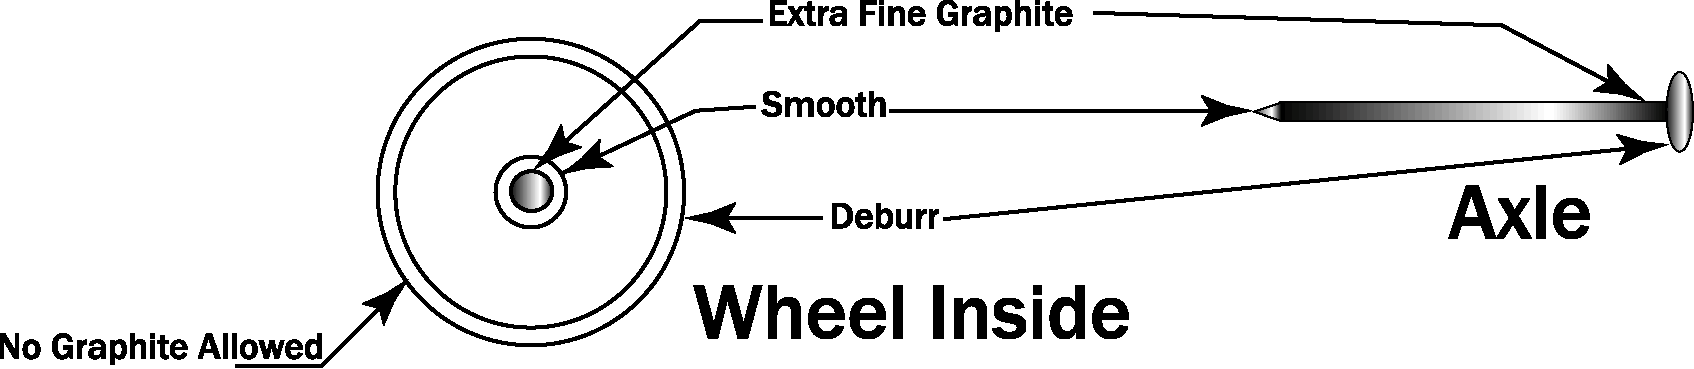 Extra Fine Graphite
Smooth
Deburr
Axle
Wheel Inside
No Graphite Allowed